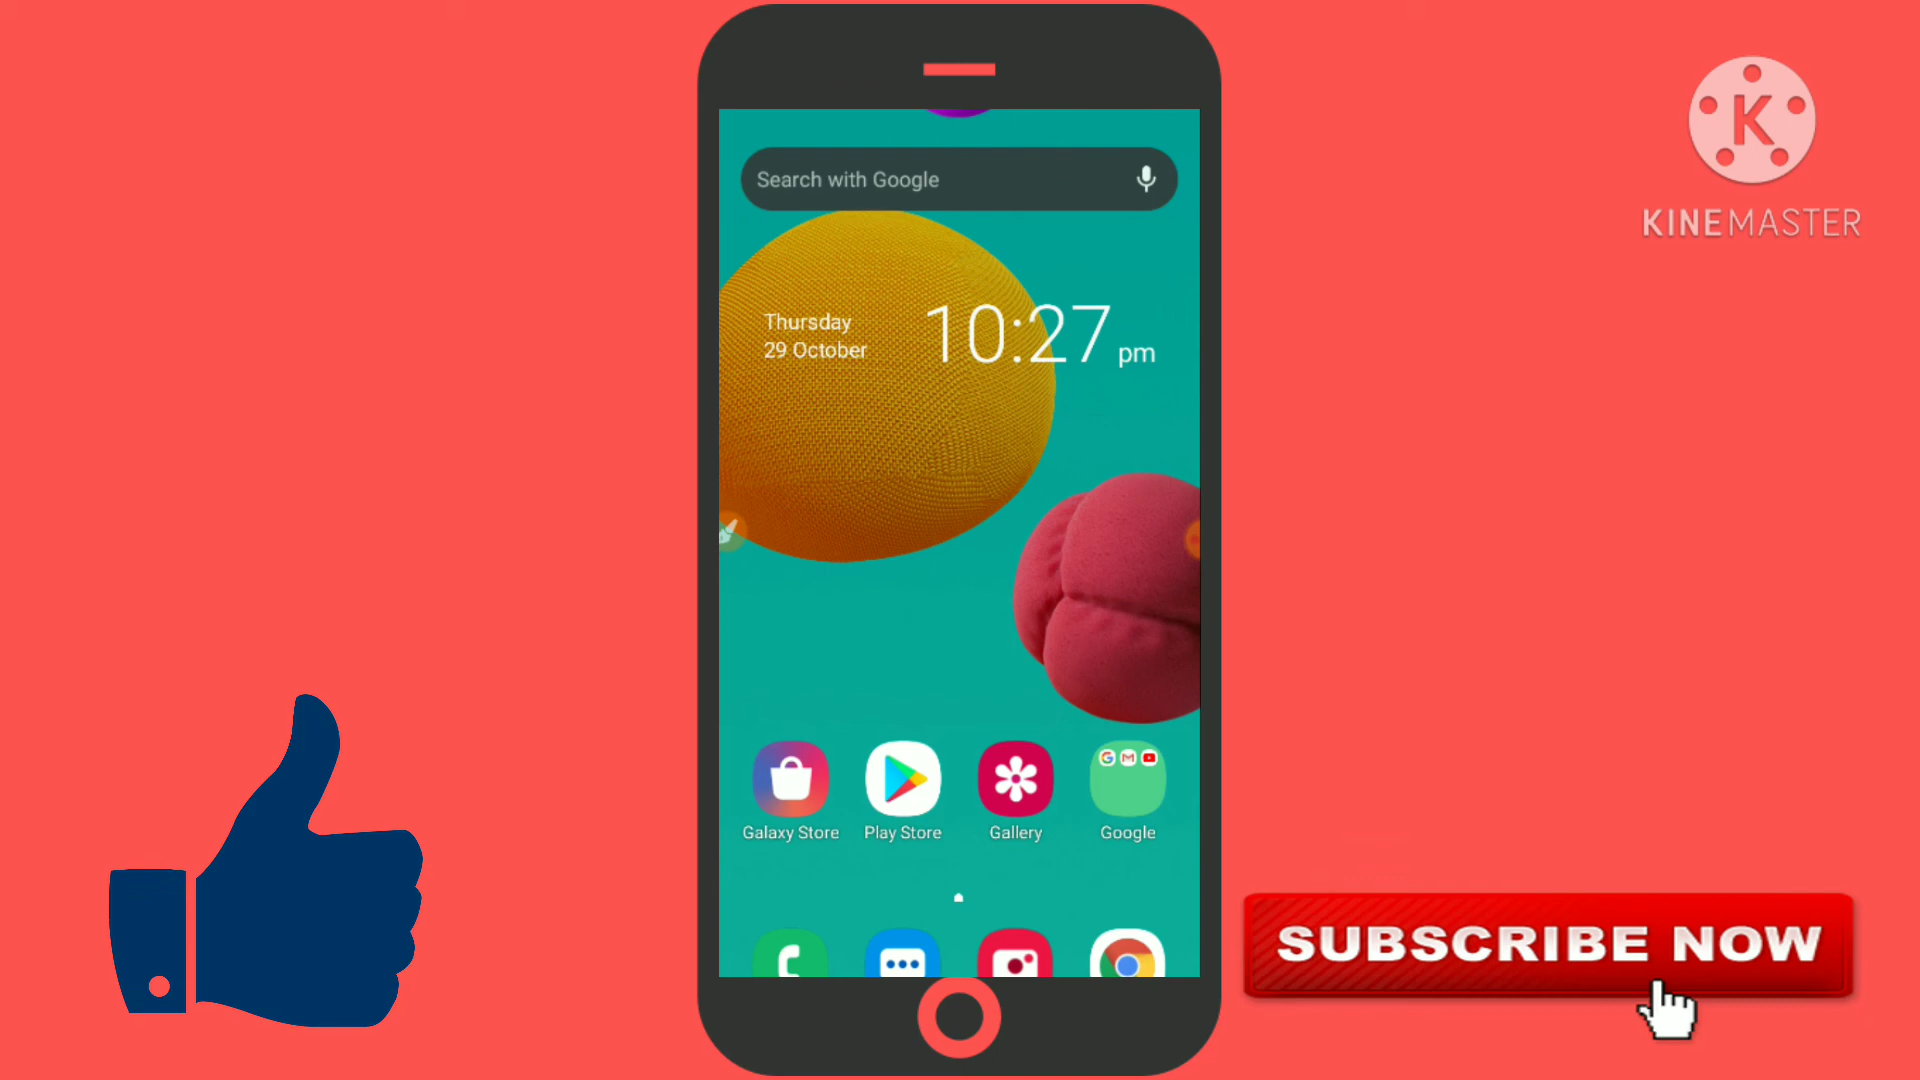 K
KINEMASTER
Search with Google
Thursday
29 October
10:27 pm
Galaxy Store
Play Store
Gallery
Google
SUBSCRIBE NOW